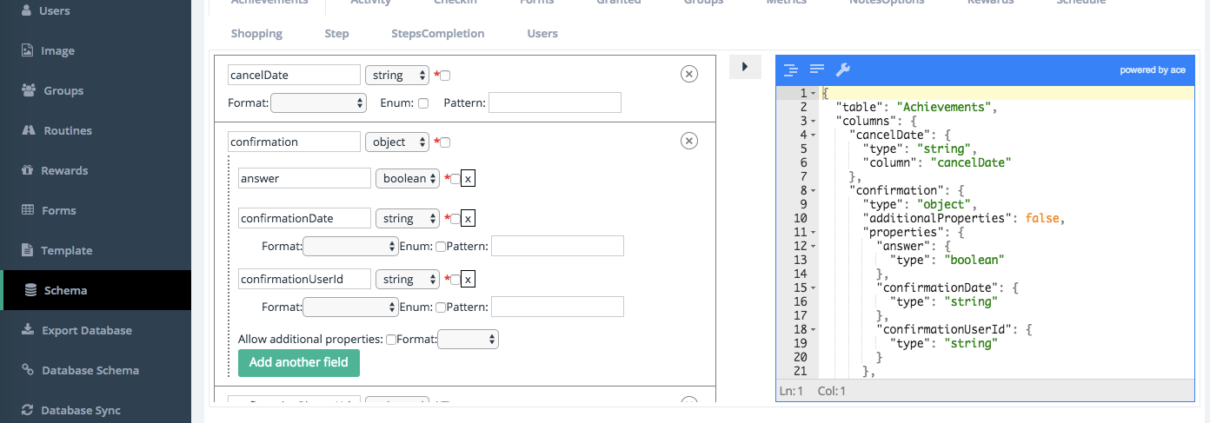 Users
Image
Groups
Routines
Rewards
Forms
Template
Schema
Export Database
Database Schema
Database Sync
Achievements Activity Checkin Forms Granted Groups Metrics NotesOptions Rewards Schedule
Shopping Step StepsCompletion Users
cancelDate string *
Format: Enum: Pattern:
confirmation object *
answer boolean * x
confirmationDate string * x
Format: Enum: Pattern:
confirmationUserId string * x
Format: Enum: Pattern:
Allow additional properties: Format:
Add another field
powered by ace
1 {
2 "table": "Achievements",
3 "columns": {
4 "cancelDate": {
5 "type": "string",
6 "column": "cancelDate"
7 },
8 "confirmation": {
9 "type": "object",
10 "additionalProperties": false,
11 "properties": {
12 "answer": {
13 "type": "boolean"
14 },
15 "confirmationDate": {
16 "type": "string"
17 },
18 "confirmationUserId": {
19 "type": "string"
20 }
21 },
Ln: 1 Col: 1